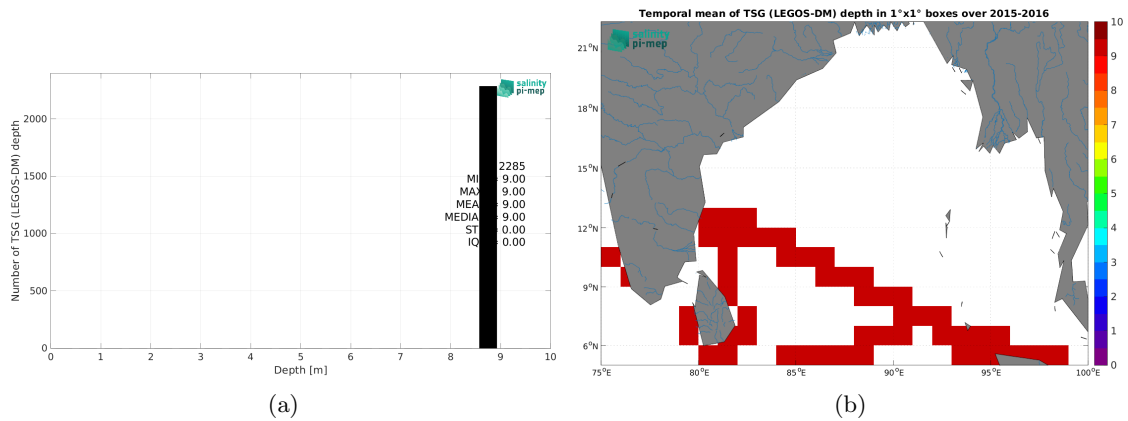 Number of TSG (LEGOS-DM) depth
2000
1500
1000
500
0
salinity
pi-mep
2285
MI = 9.00
MAX = 9.00
MEA = 9.00
MEDIA = 9.00
ST = 0.00
IQ = 0.00
0 1 2 3 4 5 6 7 8 9 10
Depth [m]
(a)
Temporal mean of TSG (LEGOS-DM) depth in 1°x1° boxes over 2015-2016
salinity
pi-mep
21°N
18°N
15°N
12°N
9°N
6°N
75°E 80°E 85°E 90°E 95°E 100°E
10
9
8
7
6
5
4
3
2
1
0
(b)